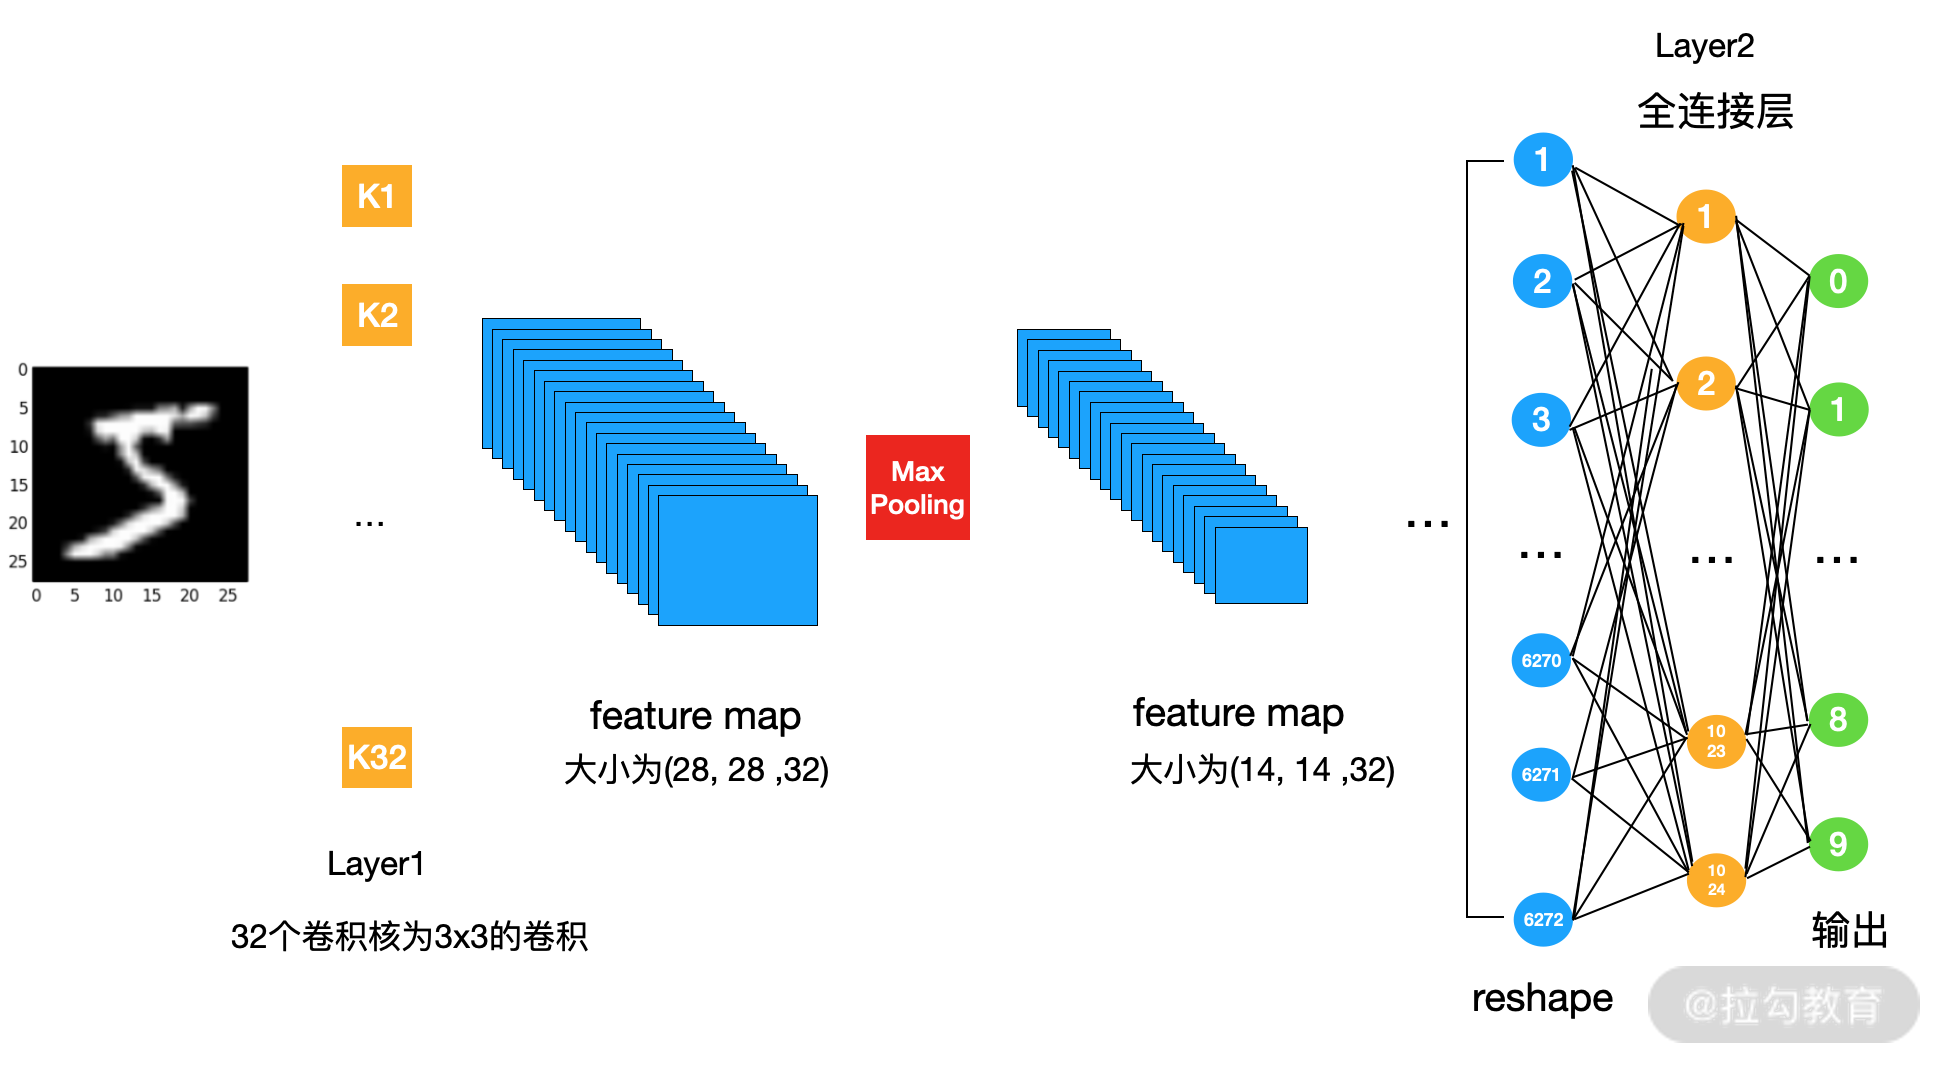 0
5
10
15
20
25
0 5 10 15 20 25
K1
K2
...
K32
Layer1
32个卷积核为3x3的卷积
feature map
大小为(28, 28 ,32)
Max
Pooling
feature map
大小为(14, 14 ,32)
...
Layer2
全连接层
1
2
3
...
6270
6271
6272
reshape
1
2
...
10
23
10
24
0
1
...
8
9
输出
@拉勾教育